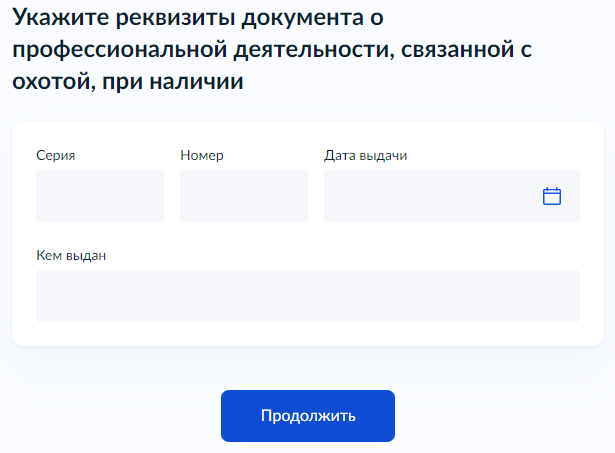 Укажите реквизиты документа о
профессиональной деятельности, связанной с
охотой, при наличии
Серия
Номер
Дата выдачи
Кем выдан
Продолжить